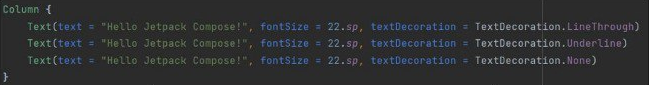 Column {
Text(text = "Hello Jetpack Compose!", fontSize = 22.sp, textDecoration = TextDecoration.LineThrough)
Text(text = "Hello Jetpack Compose!", fontSize = 22.sp, textDecoration = TextDecoration.Underline)
Text(text = "Hello Jetpack Compose!", fontSize = 22.sp, textDecoration = TextDecoration.None)
}